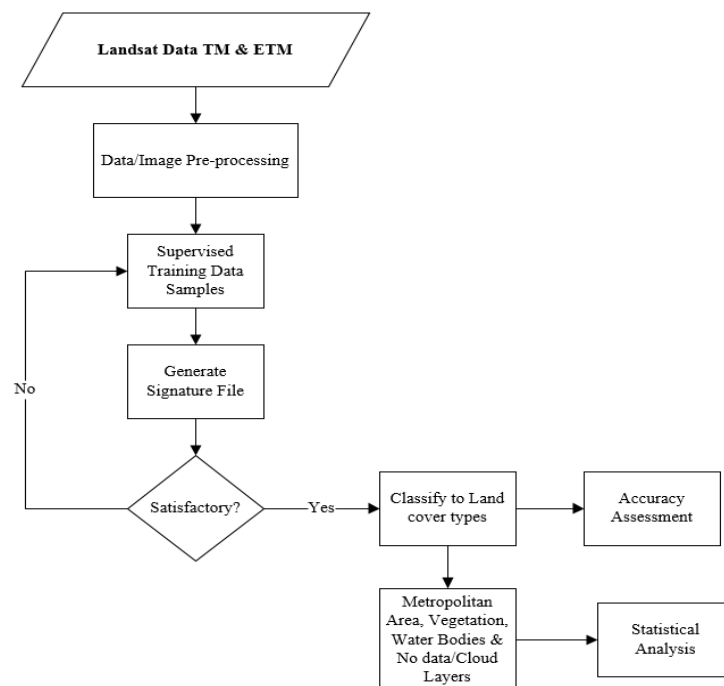 Landsat Data TM & ETM
Data/Image Pre-processing
Supervised
Training Data
Samples
Generate
Signature File
No
Satisfactory?
Yes
Classify to Land
cover types
Accuracy
Assessment
Metropolitan
Area, Vegetation,
Water Bodies &
No data/Cloud
Layers
Statistical
Analysis